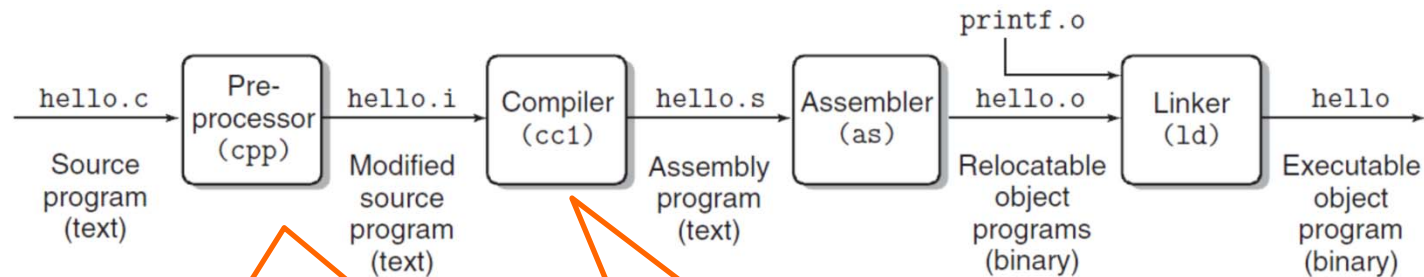 printf.o
hello.c
Pre-
processor
(cpp)
hello.i
Compiler
(cc1)
hello.s
Assembler
(as)
hello.o
Linker
(ld)
hello
Source
program
(text)
Modified
source
program
(text)
Assembly
program
(text)
Relocatable
object
programs
(binary)
Executable
object
program
(binary)